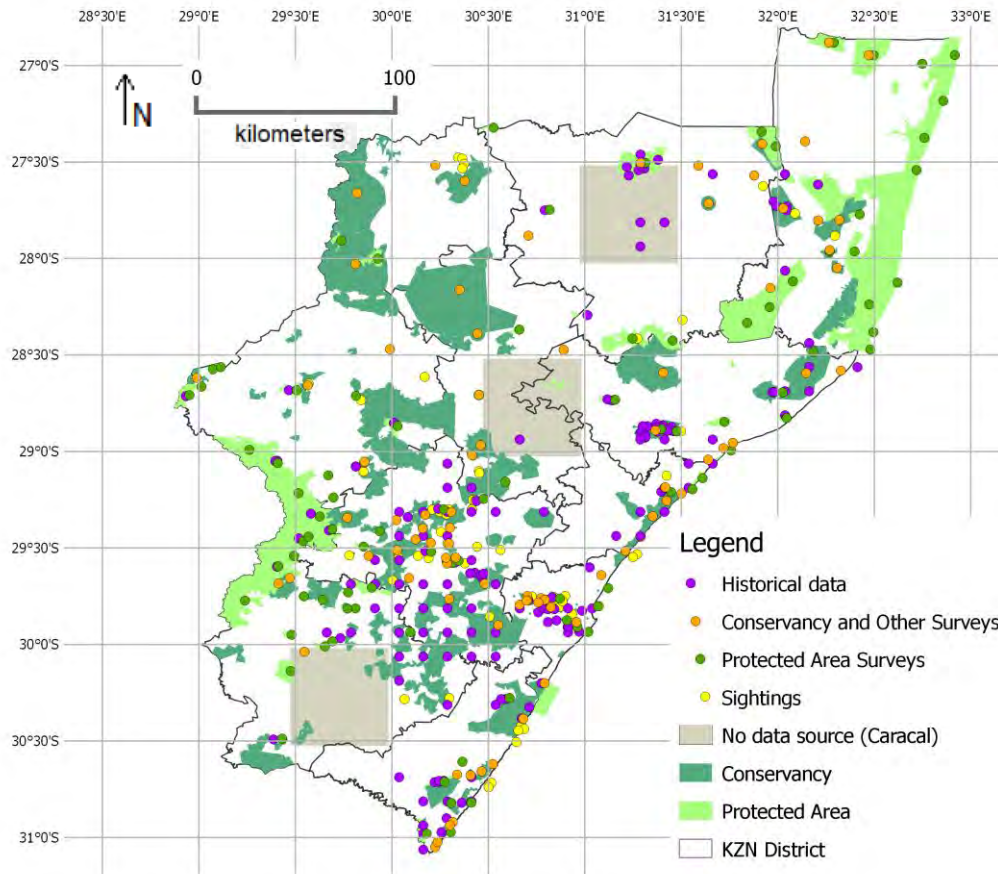 28°30'E 29°0'E 29°30'E 30°0'E 30°30'E 31°0'E 31°30'E 32°0'E 32°30'E 33°0'E
27°0'S
0 100
N
kilometers
27°30'S
28°0'S
28°30'S
29°0'S
29°30'S
Legend
Historical data
Conservancy and Other Surveys
30°0'S
Protected Area Surveys
Sightings
30°30'S
No data source (Caracal)
Conservancy
Protected Area
31°0'S
KZN District